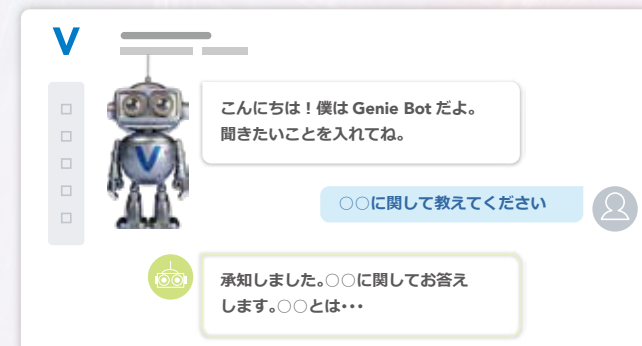 V
こんにちは！僕は Genie Bot だよ。
聞きたいことを入れてね。
V
○○に関して教えてください
承知しました。○○に関してお答え
します。○○とは･･･